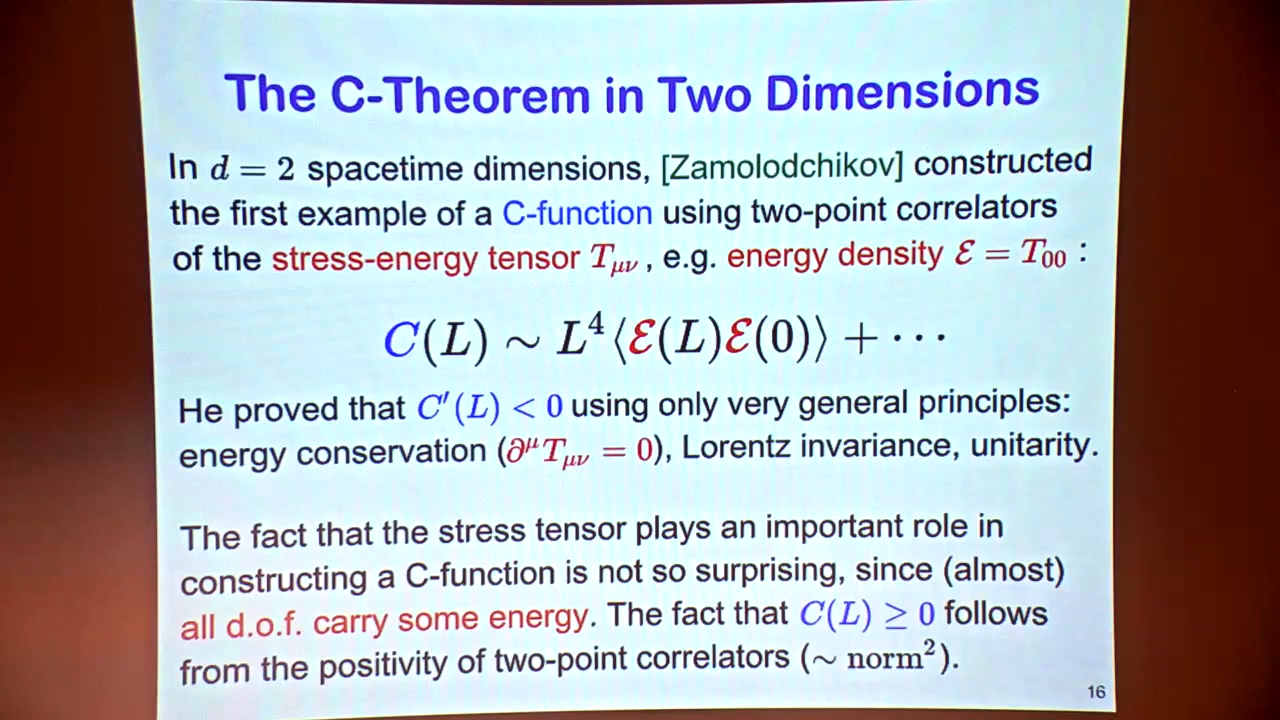 The C-Theorem in Two Dimensions
In d = 2 spacetime dimensions, [Zamolodchikov] constructed
the first example of a C-function using two-point correlators
of the stress-energy tensor Tμν, e.g. energy density ℰ = T00 :
C(L) ∼ L⁴⟨ℰ(L)ℰ(0)⟩ + ⋯
He proved that C′(L) < 0 using only very general principles:
energy conservation (∂^μ Tμν = 0), Lorentz invariance, unitarity.
The fact that the stress tensor plays an important role in
constructing a C-function is not so surprising, since (almost)
all d.o.f. carry some energy. The fact that C(L) ≥ 0 follows
from the positivity of two-point correlators (∼ norm²).
16